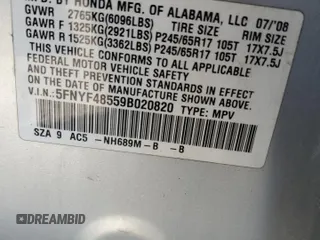 MFD. BY HONDA MFG. OF ALABAMA, LLC 07/'08
GVWR 2765KG(6096LBS) TIRE SIZE RIM SIZE
GAWR F 1325KG(2921LBS) P245/65R17 105T 17X7.5J
GAWR R 1525KG(3362LBS) P245/65R17 105T 17X7.5J
THIS VEHICLE CONFORMS TO ALL APPLICABLE
FEDERAL MOTOR VEHICLE SAFETY AND
THEFT PREVENTION STANDARDS IN EFFECT ON
THE DATE OF MANUFACTURE SHOWN ABOVE.
V.I.N.:5FNYF48559B020820 TYPE: MPV
SZA 9 AC5 -NH689M-B -B
DREAMBID